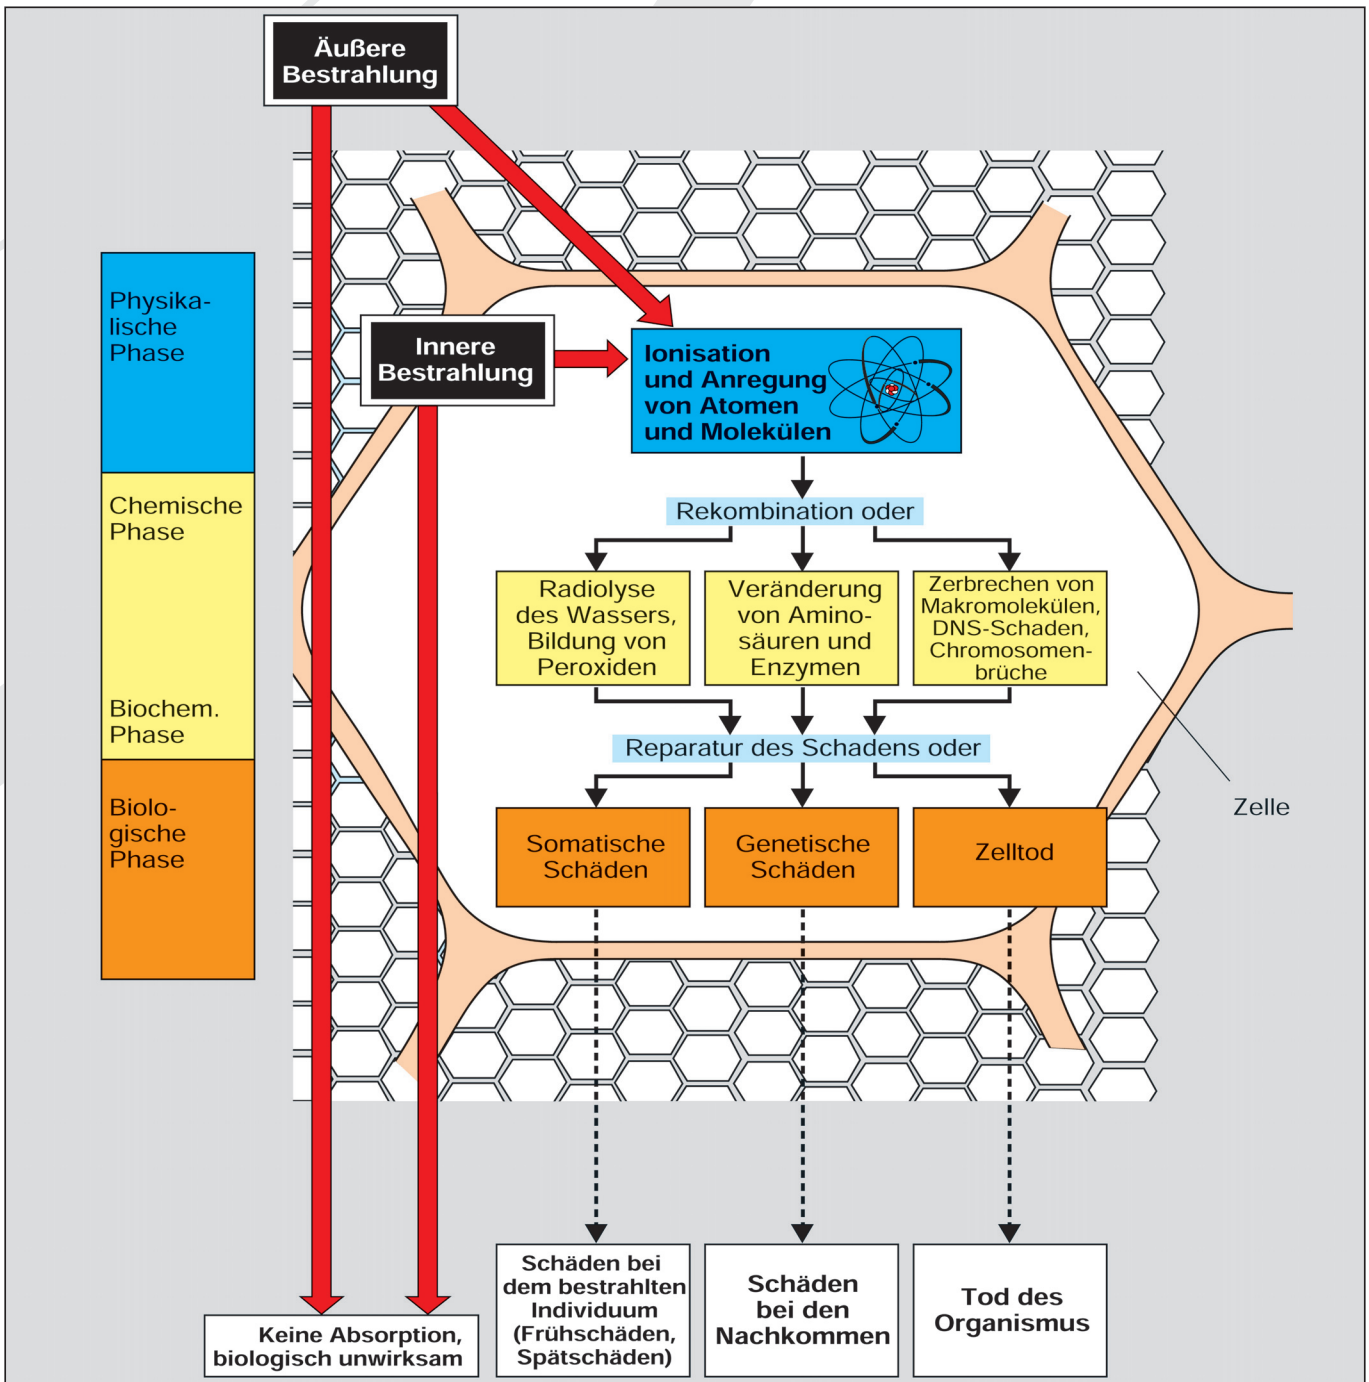 Äußere
Bestrahlung
Physika-
lische
Phase
Innere
Bestrahlung
Ionisation
und Anregung
von Atomen
und Molekülen
Chemische
Phase
Rekombination oder
Radiolyse
des Wassers,
Bildung von
Peroxiden
Veränderung
von Amino-
säuren und
Enzymen
Zerbrechen von
Makromolekülen,
DNS-Schaden,
Chromosomen-
brüche
Biochem.
Phase
Reparatur des Schadens oder
Biolo-
gische
Phase
Zelle
Somatische
Schäden
Genetische
Schäden
Zelltod
Keine Absorption,
biologisch unwirksam
Schäden bei
dem bestrahlten
Individuum
(Frühschäden,
Spätschäden)
Schäden
bei den
Nachkommen
Tod des
Organismus